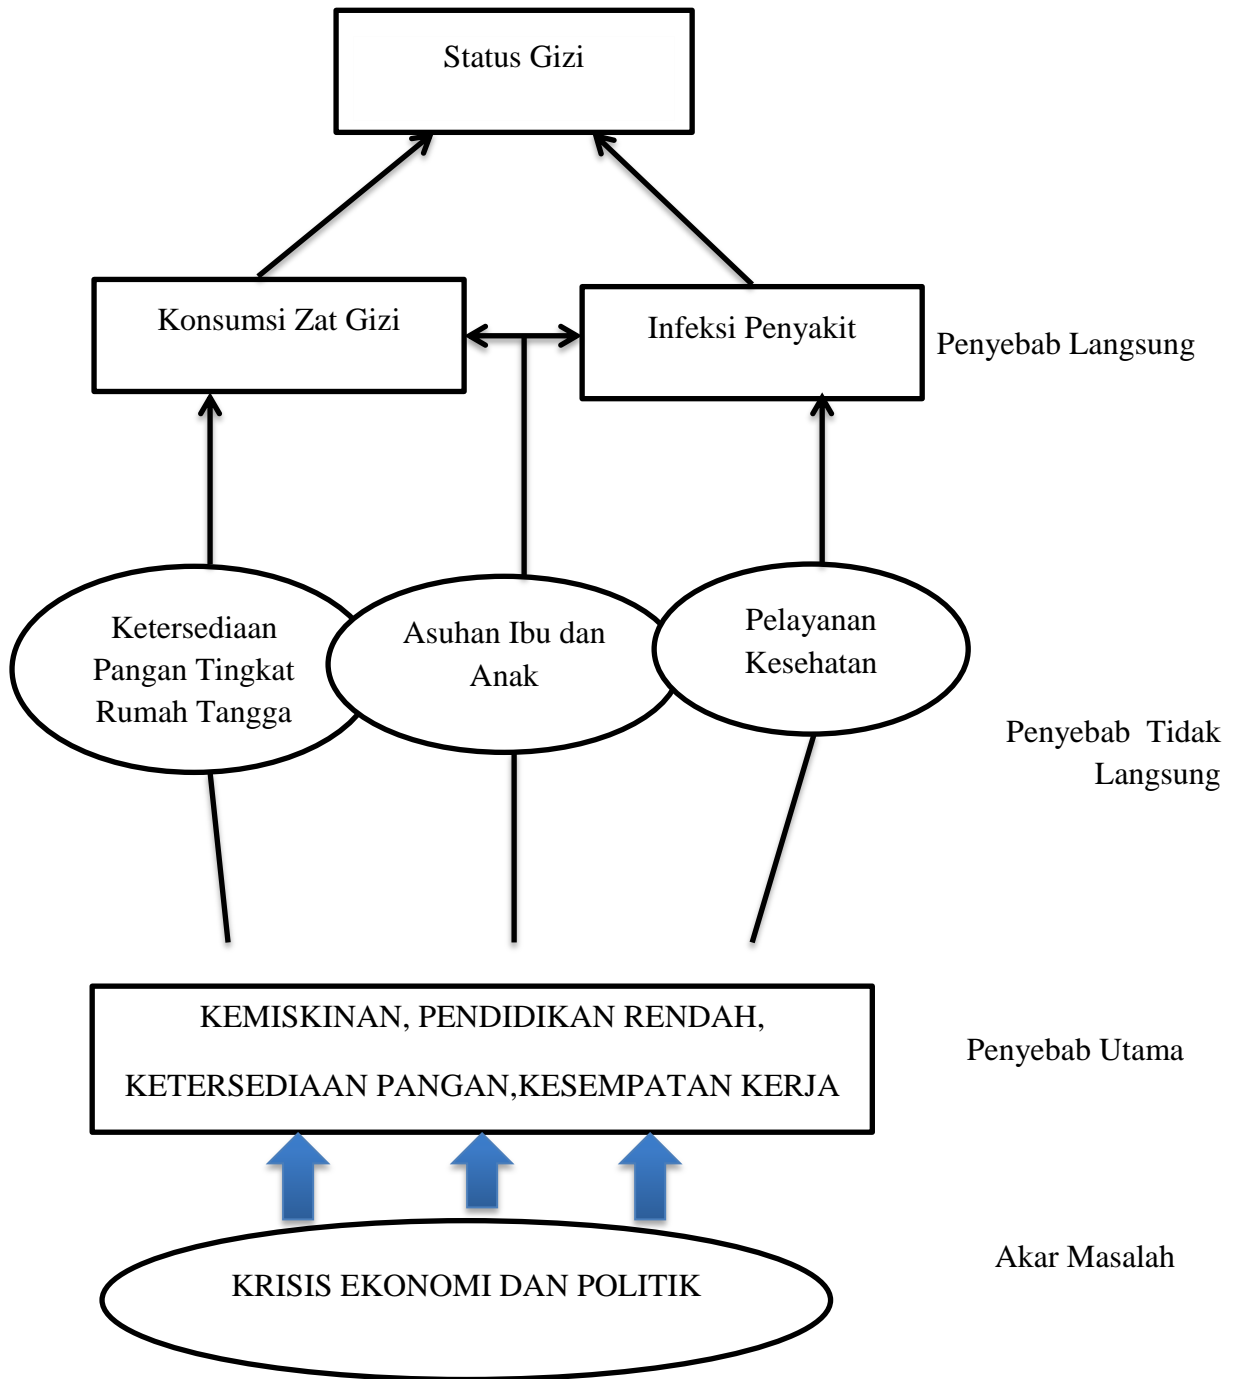 Status Gizi
Konsumsi Zat Gizi
Infeksi Penyakit
Penyebab Langsung
Ketersediaan
Pangan Tingkat
Rumah Tangga
Asuhan Ibu dan
Anak
Pelayanan
Kesehatan
Penyebab Tidak
Langsung
KEMISKINAN, PENDIDIKAN RENDAH,
KETERSEDIAAN PANGAN,KESEMPATAN KERJA
Penyebab Utama
KRISIS EKONOMI DAN POLITIK
Akar Masalah